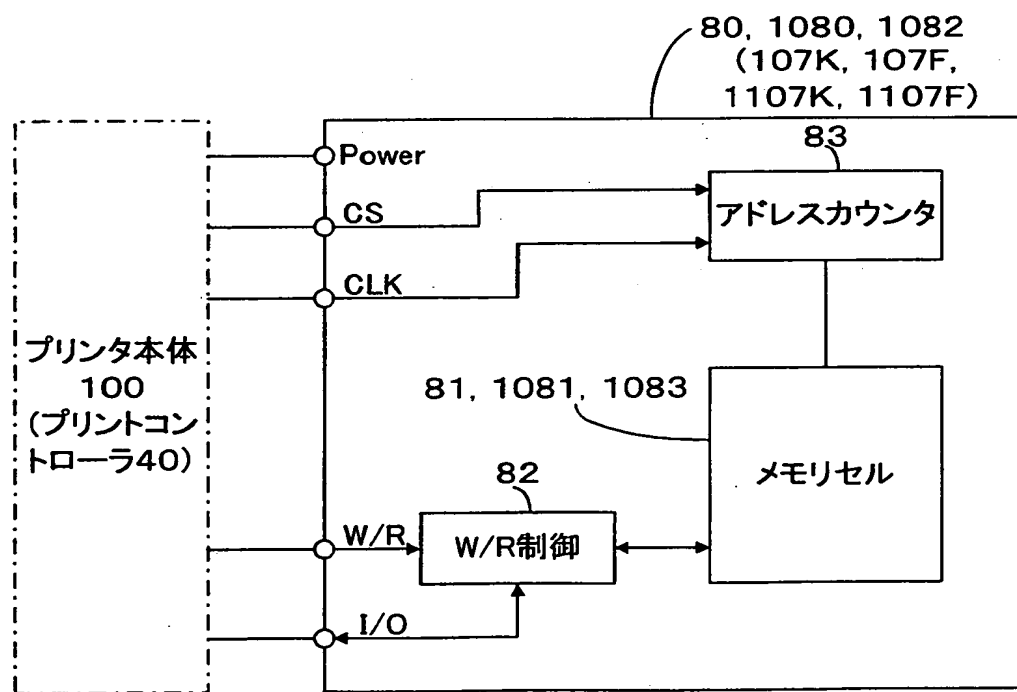 80, 1080, 1082
(107K, 107F,
1107K, 1107F)
Power
CS
CLK
83
アドレスカウンタ
プリンタ本体
100
(プリントコン
トローラ40)
81, 1081, 1083
メモリセル
82
W/R
W/R制御
I/O